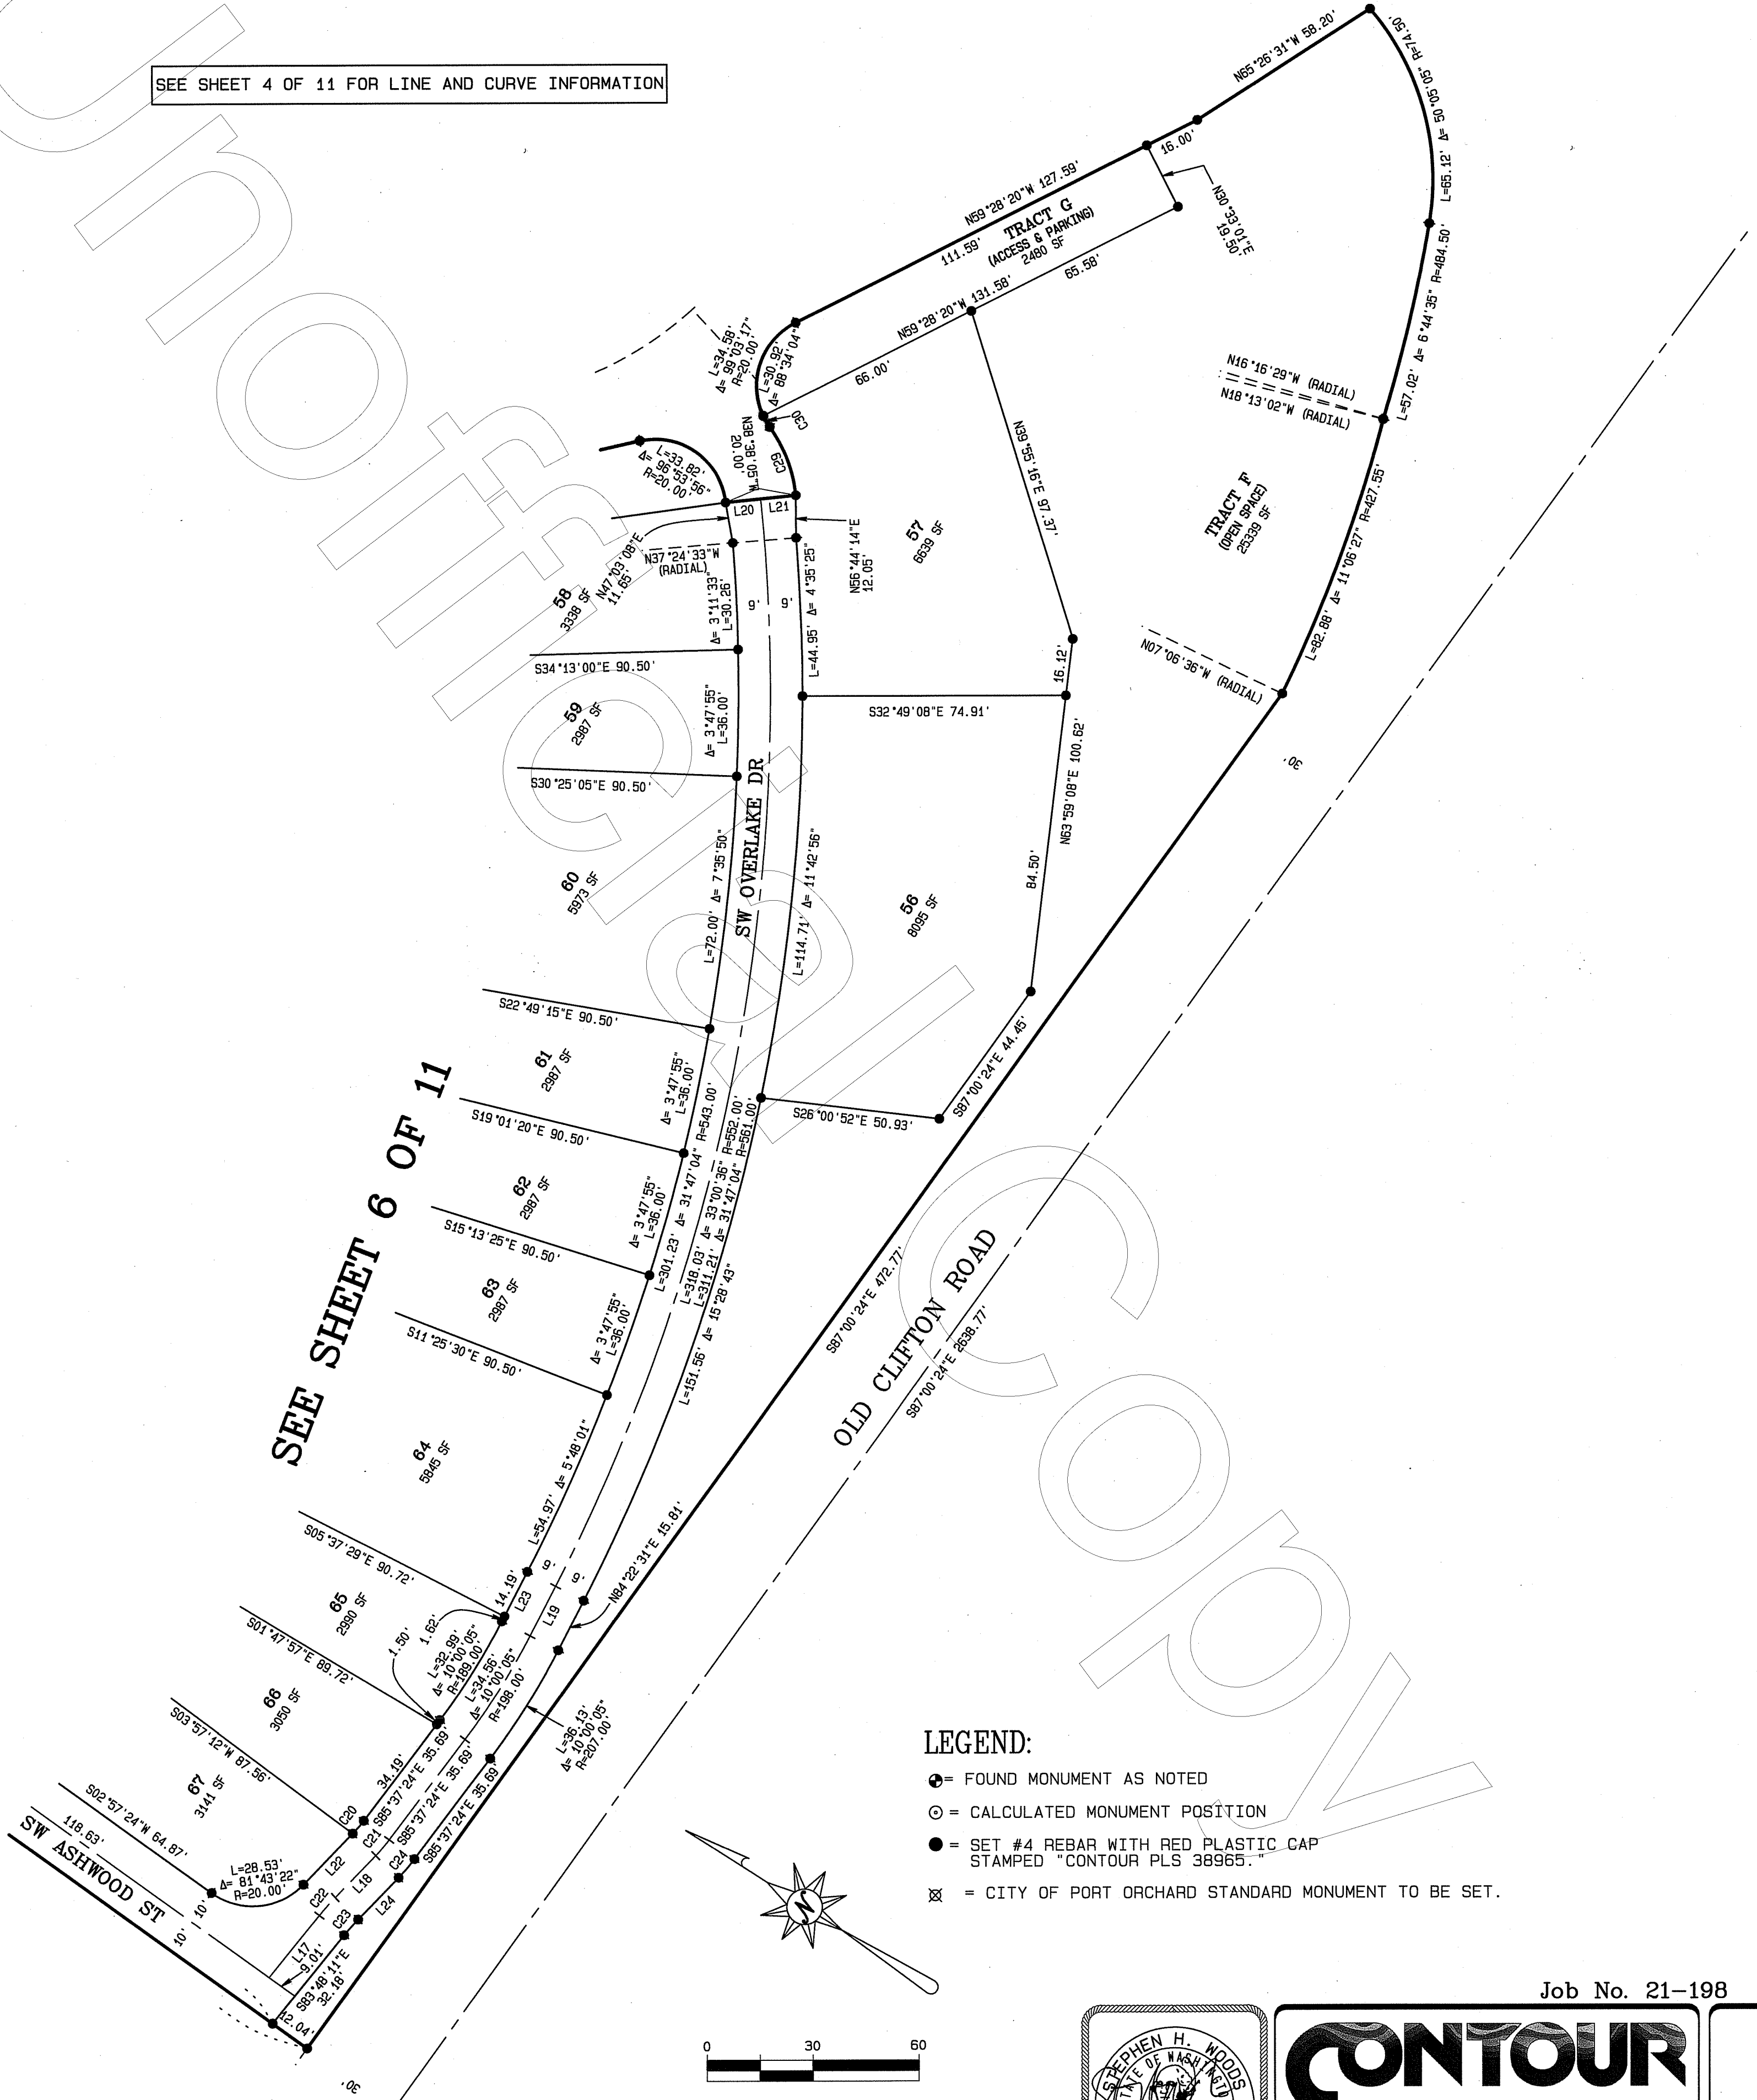 SEE SHEET 4 OF 11 FOR LINE AND CURVE INFORMATION
N65°26'31"W 58.20'
L=65.12' Δ= 50°05'05" R=74.50'
16.00'
N59°28'20"W 127.59'
TRACT G
(ACCESS & PARKING)
2480 SF
111.59'
N30°33'01"E
19.50'
65.58'
N59°28'20"W 131.58'
66.00'
L=34.58'
Δ= 99°03'17"
R=20.00'
L=30.92'
Δ= 88°34'04"
C30
C29
N38°38'05"W
20.00'
L=33.82'
Δ= 96°53'56"
R=20.00'
L20
L21
N47°03'08"E
11.65'
N37°24'33"W
(RADIAL)
N56°44'14"E
12.05'
N39°55'16"E 97.37'
57
6639 SF
N16°16'29"W (RADIAL)
N18°13'02"W (RADIAL)
L=57.02' Δ= 6°44'35" R=484.50'
TRACT F
(OPEN SPACE)
25339 SF
L=82.88' Δ= 11°06'27" R=427.55'
N07°06'36"W (RADIAL)
58
3338 SF
Δ= 3°11'33"
L=30.26'
9'
9'
L=44.95' Δ= 4°35'25"
S34°13'00"E 90.50'
16.12'
S32°49'08"E 74.91'
59
2987 SF
Δ= 3°47'55"
L=36.00'
S30°25'05"E 90.50'
N63°59'08"E 100.62'
30'
60
5973 SF
L=72.00' Δ= 7°35'50"
SW OVERLAKE DR
L=114.71' Δ= 11°42'56"
56
8095 SF
84.50'
S22°49'15"E 90.50'
61
2987 SF
Δ= 3°47'55"
L=36.00'
S87°00'24"E 44.45'
S26°00'52"E 50.93'
S19°01'20"E 90.50'
62
2987 SF
Δ= 3°47'55"
L=36.00'
L=301.23' Δ= 31°47'04" R=543.00'
L=318.03' Δ= 33°00'36" R=552.00'
L=311.21' Δ= 31°47'04" R=561.00'
S15°13'25"E 90.50'
SEE SHEET 6 OF 11
63
2987 SF
Δ= 3°47'55"
L=36.00'
L=151.56' Δ= 15°28'43"
S87°00'24"E 472.77'
OLD CLIFTON ROAD
S87°00'24"E 2638.77'
S11°25'30"E 90.50'
64
5845 SF
L=54.97' Δ= 5°48'01"
S05°37'29"E 90.72'
14.19'
9'
9'
L23
L19
N84°22'31"E 15.81'
65
2990 SF
1.62'
1.50'
S01°47'57"E 89.72'
L=32.99'
Δ= 10°00'05"
R=189.00'
L=34.56'
Δ= 10°00'05"
R=198.00'
L=36.13'
Δ= 10°00'05"
R=207.00'
66
3050 SF
S03°57'12"W 87.56'
34.19'
S85°37'24"E 35.69'
S85°37'24"E 35.69'
S85°37'24"E 35.69'
67
3141 SF
S02°57'24"W 64.87'
C20
C21
C24
L22
L18
L24
C22
C23
L=28.53'
Δ= 81°43'22"
R=20.00'
118.63'
SW ASHWOOD ST
10'
10'
L17
9.01'
S83°48'11"E
32.18'
12.04'
30'
LEGEND:
= FOUND MONUMENT AS NOTED
= CALCULATED MONUMENT POSITION
= SET #4 REBAR WITH RED PLASTIC CAP
STAMPED "CONTOUR PLS 38965."
= CITY OF PORT ORCHARD STANDARD MONUMENT TO BE SET.
N
0 30 60
Job No. 21-198
STEPHEN H. WOODS
STATE OF WASHINGTON
CONTOUR
Unofficial Copy